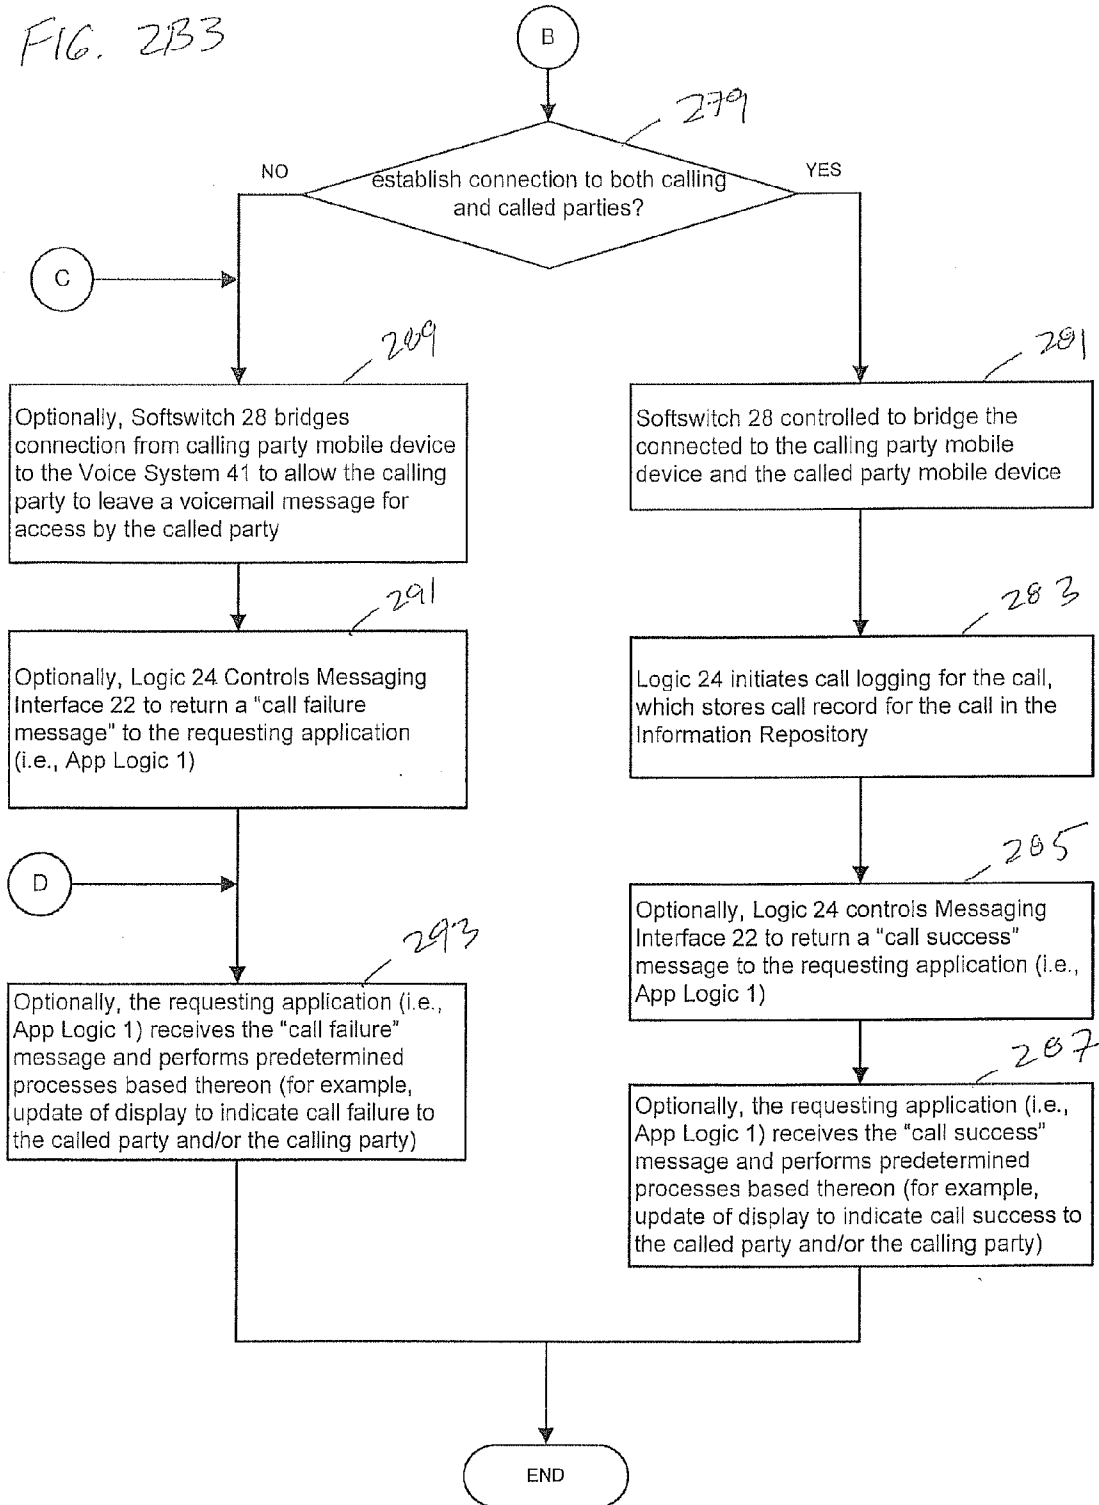 FIG. 2B3
B
279
NO
YES
establish connection to both calling
and called parties?
C
289
281
Optionally, Softswitch 28 bridges
connection from calling party mobile device
to the Voice System 41 to allow the calling
party to leave a voicemail message for
access by the called party
Softswitch 28 controlled to bridge the
connected to the calling party mobile
device and the called party mobile device
291
283
Optionally, Logic 24 Controls Messaging
Interface 22 to return a "call failure
message" to the requesting application
(i.e., App Logic 1)
Logic 24 initiates call logging for the call,
which stores call record for the call in the
Information Repository
D
285
Optionally, Logic 24 controls Messaging
Interface 22 to return a "call success"
message to the requesting application (i.e.,
App Logic 1)
293
Optionally, the requesting application (i.e.,
App Logic 1) receives the "call failure"
message and performs predetermined
processes based thereon (for example,
update of display to indicate call failure to
the called party and/or the calling party)
287
Optionally, the requesting application (i.e.,
App Logic 1) receives the "call success"
message and performs predetermined
processes based thereon (for example,
update of display to indicate call success to
the called party and/or the calling party)
END